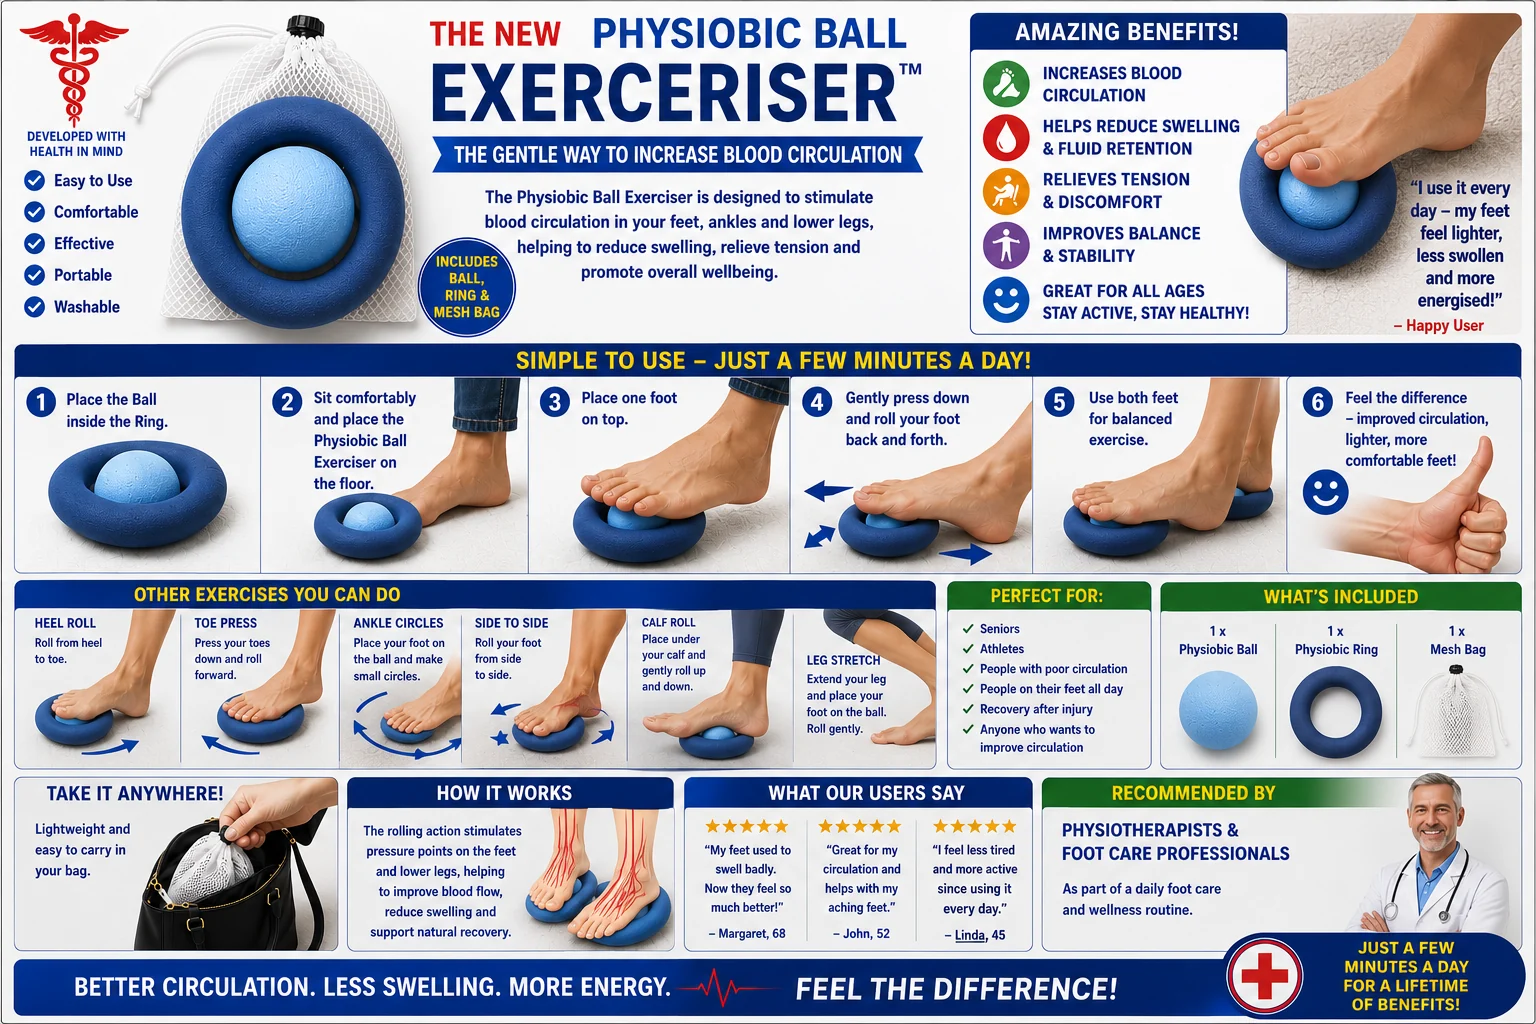 THE NEW PHYSIOBIC BALL
EXERCERISER™
THE GENTLE WAY TO INCREASE BLOOD CIRCULATION
The Physiobic Ball Exerciser is designed to stimulate
blood circulation in your feet, ankles and lower legs,
helping to reduce swelling, relieve tension and
promote overall wellbeing.
DEVELOPED WITH
HEALTH IN MIND
Easy to Use
Comfortable
Effective
Portable
Washable
INCLUDES
BALL,
RING &
MESH BAG
AMAZING BENEFITS!
INCREASES BLOOD
CIRCULATION
HELPS REDUCE SWELLING
& FLUID RETENTION
RELIEVES TENSION
& DISCOMFORT
IMPROVES BALANCE
& STABILITY
GREAT FOR ALL AGES
STAY ACTIVE, STAY HEALTHY!
“I use it every
day – my feet
feel lighter,
less swollen
and more
energised!”
– Happy User
SIMPLE TO USE – JUST A FEW MINUTES A DAY!
1
Place the Ball
inside the Ring.
2
Sit comfortably
and place the
Physiobic Ball
Exerciser on
the floor.
3
Place one foot
on top.
4
Gently press down
and roll your foot
back and forth.
5
Use both feet
for balanced
exercise.
6
Feel the difference
– improved circulation,
lighter, more
comfortable feet!
OTHER EXERCISES YOU CAN DO
HEEL ROLL
Roll from heel
to toe.
TOE PRESS
Press your toes
down and roll
forward.
ANKLE CIRCLES
Place your foot on
the ball and make
small circles.
SIDE TO SIDE
Roll your foot
from side
to side.
CALF ROLL
Place under
your calf and
gently roll up
and down.
LEG STRETCH
Extend your leg
and place your
foot on the ball.
Roll gently.
PERFECT FOR:
Seniors
Athletes
People with poor circulation
People on their feet all day
Recovery after injury
Anyone who wants to
improve circulation
WHAT'S INCLUDED
1 x
Physiobic Ball
1 x
Physiobic Ring
1 x
Mesh Bag
TAKE IT ANYWHERE!
Lightweight and
easy to carry in
your bag.
HOW IT WORKS
The rolling action stimulates
pressure points on the feet
and lower legs, helping
to improve blood flow,
reduce swelling and
support natural recovery.
WHAT OUR USERS SAY
“My feet used to
swell badly.
Now they feel so
much better!”
– Margaret, 68
“Great for my
circulation and
helps with my
aching feet.”
– John, 52
“I feel less tired
and more active
since using it
every day.”
– Linda, 45
RECOMMENDED BY
PHYSIOTHERAPISTS &
FOOT CARE PROFESSIONALS
As part of a daily foot care
and wellness routine.
BETTER CIRCULATION. LESS SWELLING. MORE ENERGY.
FEEL THE DIFFERENCE!
JUST A FEW
MINUTES A DAY
FOR A LIFETIME
OF BENEFITS!